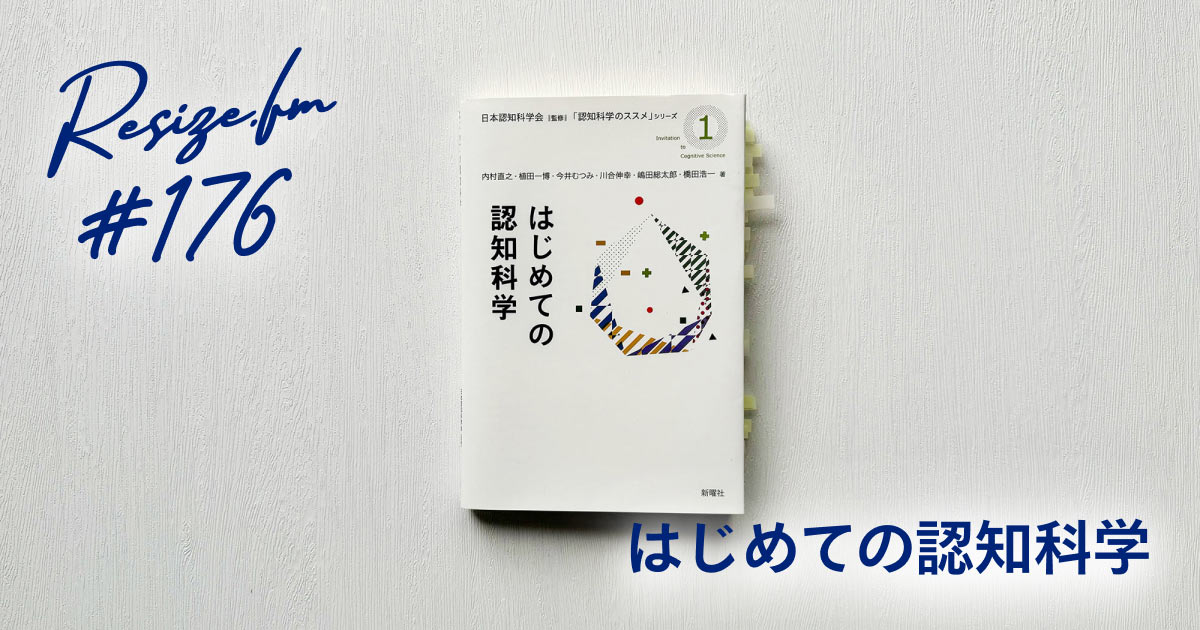 Resize.fm
#176
日本認知科学会 [監修]「認知科学のススメ」シリーズ
1
Invitation
to
Cognitive Science
内村直之・植田一博・今井むつみ・川合伸幸・嶋田総太郎・橋田浩一 著
はじめての
認知科学
新曜社
はじめての認知科学